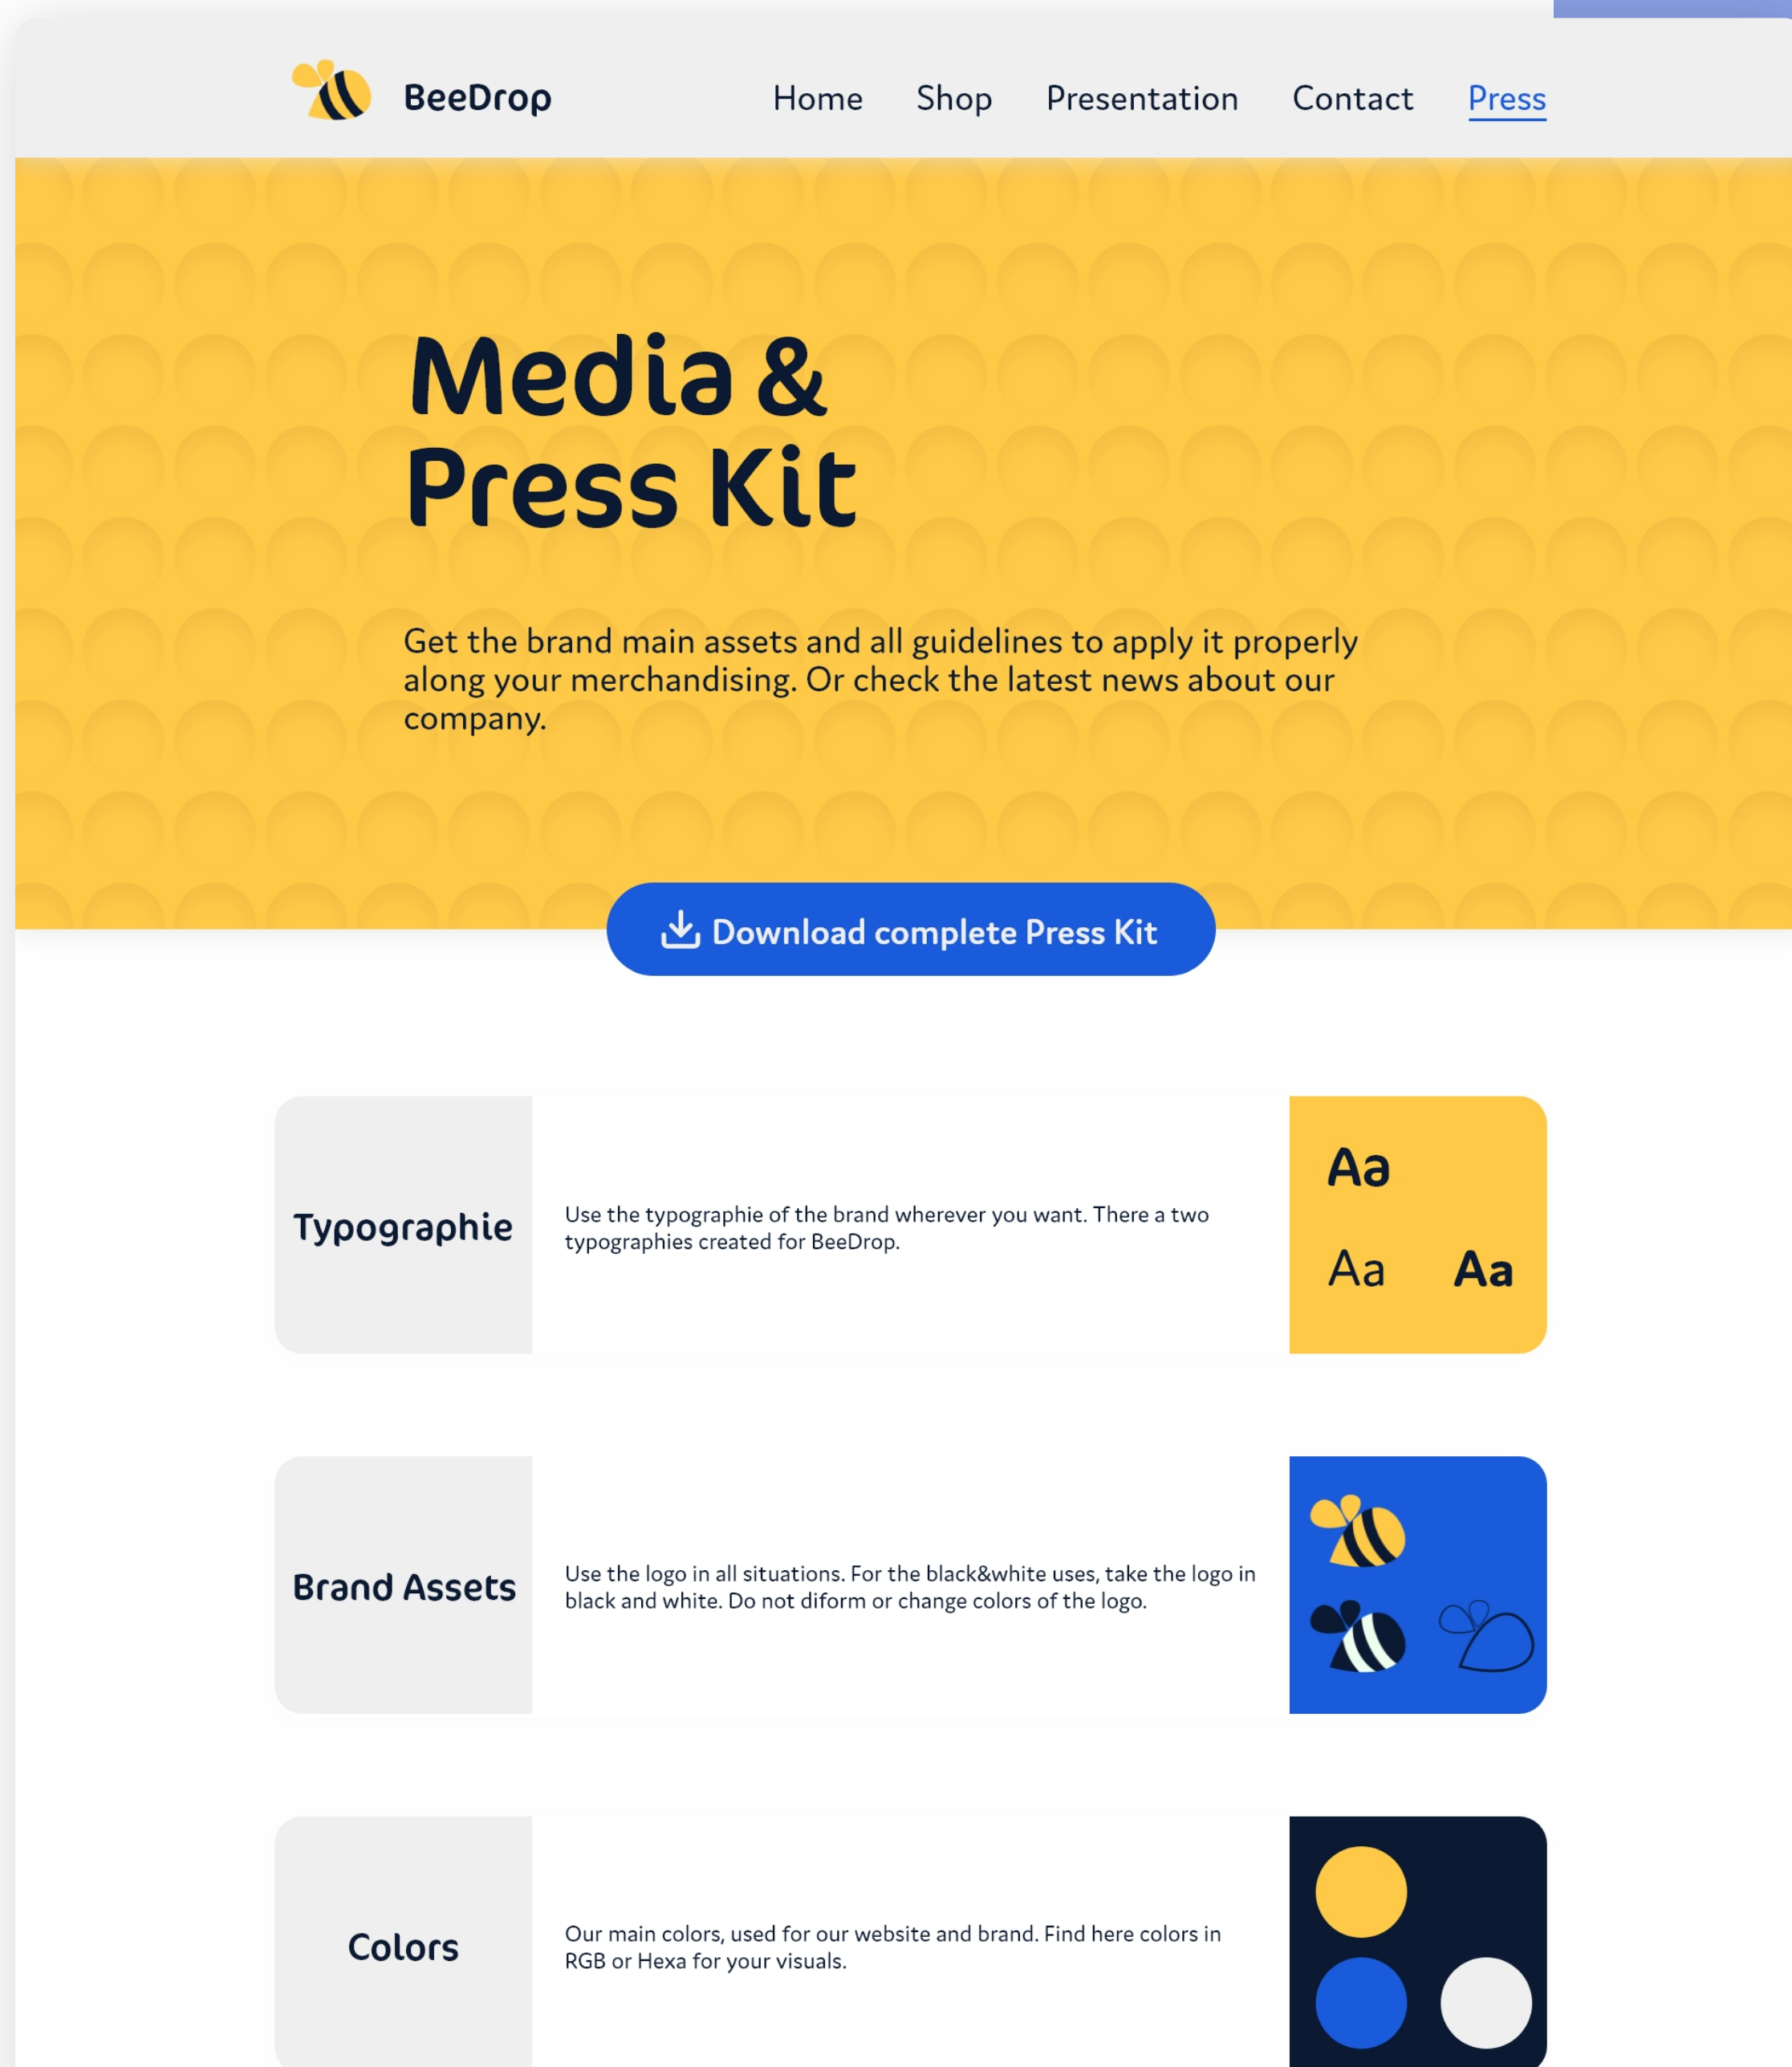 BeeDrop
Home Shop Presentation Contact Press
Media &
Press Kit
Get the brand main assets and all guidelines to apply it properly
along your merchandising. Or check the latest news about our
company.
Download complete Press Kit
Typographie
Use the typographie of the brand wherever you want. There a two
typographies created for BeeDrop.
Aa
Aa Aa
Brand Assets
Use the logo in all situations. For the black&white uses, take the logo in
black and white. Do not diform or change colors of the logo.
Colors
Our main colors, used for our website and brand. Find here colors in
RGB or Hexa for your visuals.